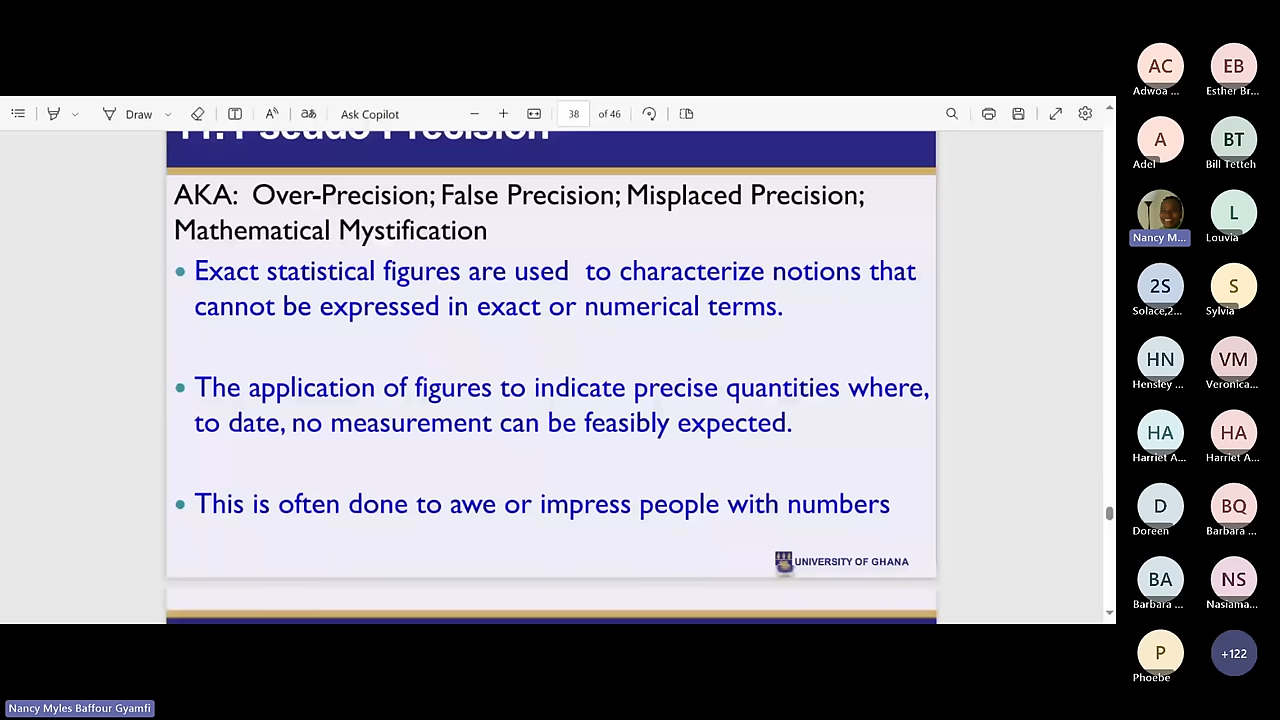 Draw
Ask Copilot
38
of 46
11. Pseudo Precision
AKA: Over-Precision; False Precision; Misplaced Precision;
Mathematical Mystification
• Exact statistical figures are used to characterize notions that
cannot be expressed in exact or numerical terms.
• The application of figures to indicate precise quantities where,
to date, no measurement can be feasibly expected.
• This is often done to awe or impress people with numbers
UNIVERSITY OF GHANA
AC
Adwoa ...
EB
Esther Br...
A
Adel
BT
Bill Tetteh
Nancy M...
L
Louvia
2S
Solace,2...
S
Sylvia
HN
Hensley ...
VM
Veronica...
HA
Harriet A...
HA
Harriet A...
D
Doreen
BQ
Barbara ...
BA
Barbara ...
NS
Nasiama...
P
Phoebe
+122
Nancy Myles Baffour Gyamfi